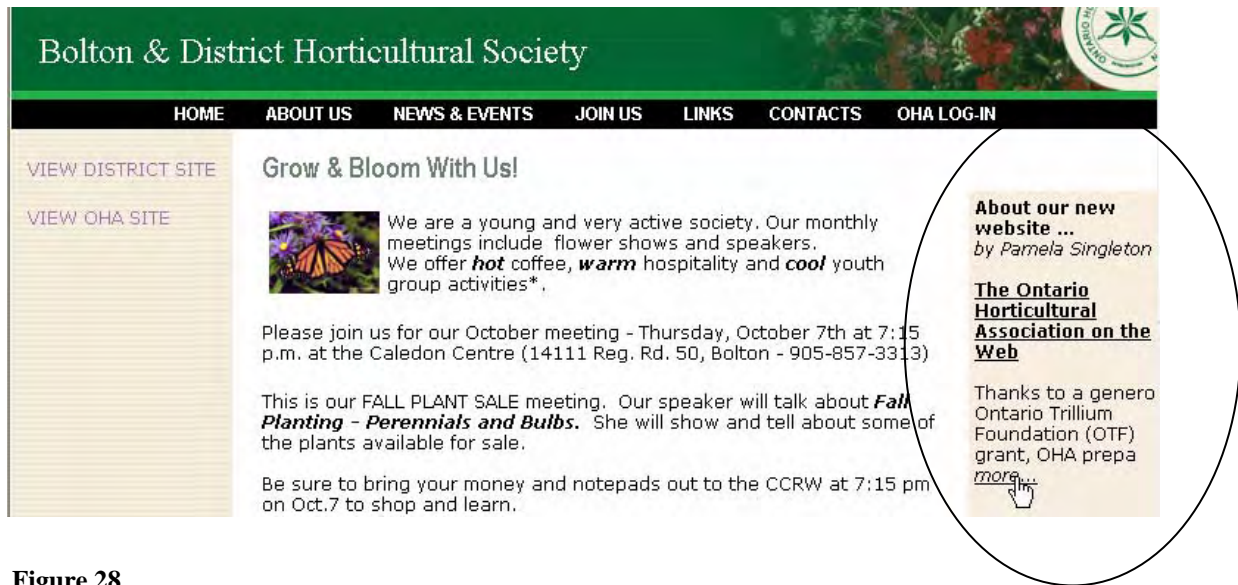 Bolton & District Horticultural Society
HOME ABOUT US NEWS & EVENTS JOIN US LINKS CONTACTS OHA LOG-IN
VIEW DISTRICT SITE
VIEW OHA SITE
Grow & Bloom With Us!
We are a young and very active society. Our monthly
meetings include flower shows and speakers.
We offer hot coffee, warm hospitality and cool youth
group activities*.
Please join us for our October meeting - Thursday, October 7th at 7:15
p.m. at the Caledon Centre (14111 Reg. Rd. 50, Bolton - 905-857-3313)
This is our FALL PLANT SALE meeting. Our speaker will talk about Fall
Planting - Perennials and Bulbs. She will show and tell about some of
the plants available for sale.
Be sure to bring your money and notepads out to the CCRW at 7:15 pm
on Oct.7 to shop and learn.
About our new
website ...
by Pamela Singleton
The Ontario
Horticultural
Association on the
Web
Thanks to a genero
Ontario Trillium
Foundation (OTF)
grant, OHA prepa
more...
Figure 28